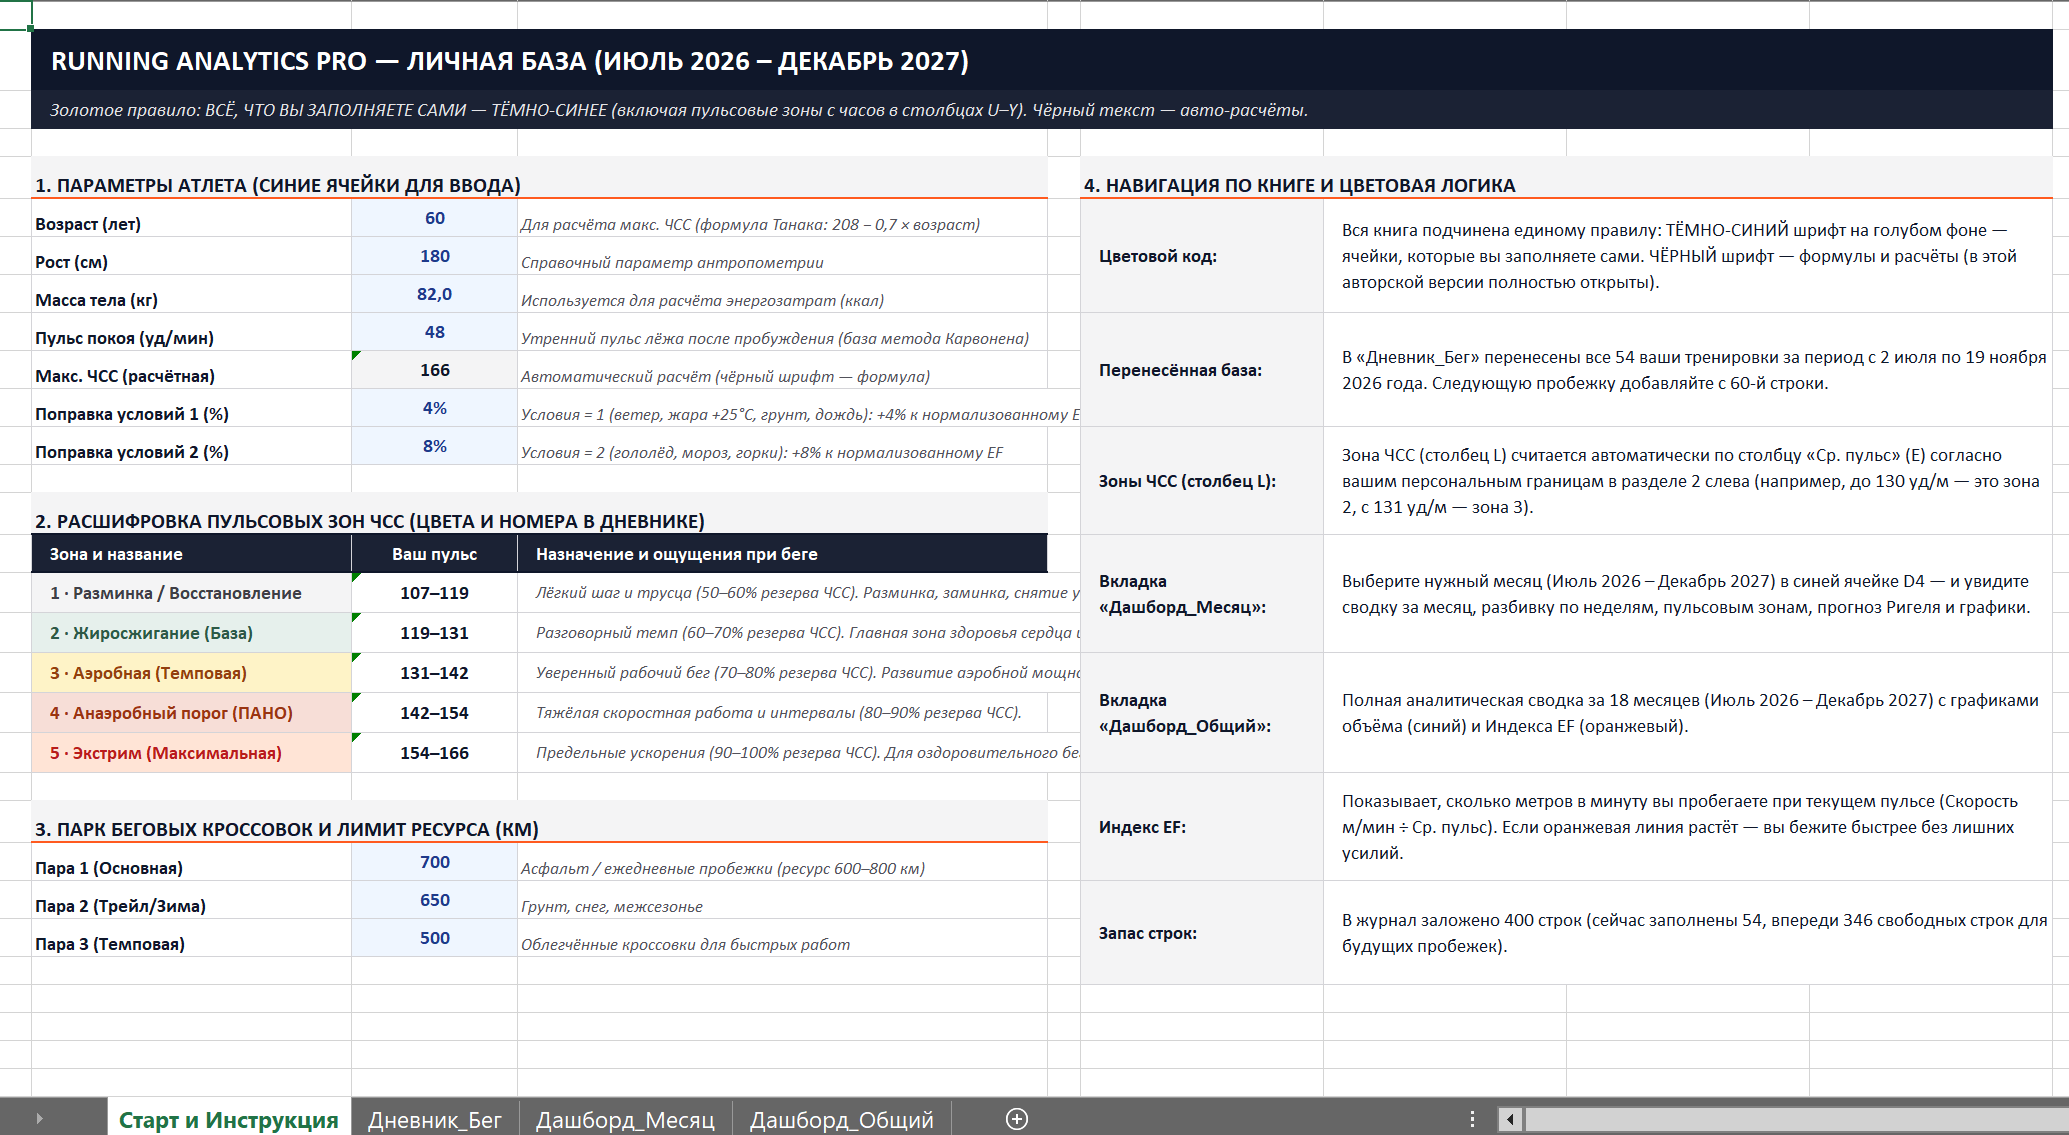 RUNNING ANALYTICS PRO — ЛИЧНАЯ БАЗА (ИЮЛЬ 2026 – ДЕКАБРЬ 2027)
Золотое правило: ВСЁ, ЧТО ВЫ ЗАПОЛНЯЕТЕ САМИ — ТЁМНО-СИНЕЕ (включая пульсовые зоны с часов в столбцах U–Y). Чёрный текст — авто-расчёты.
1. ПАРАМЕТРЫ АТЛЕТА (СИНИЕ ЯЧЕЙКИ ДЛЯ ВВОДА)
Возраст (лет) 60 Для расчёта макс. ЧСС (формула Танака: 208 – 0,7 × возраст)
Рост (см) 180 Справочный параметр антропометрии
Масса тела (кг) 82,0 Используется для расчёта энергозатрат (ккал)
Пульс покоя (уд/мин) 48 Утренний пульс лёжа после пробуждения (база метода Карвонена)
Макс. ЧСС (расчётная) 166 Автоматический расчёт (чёрный шрифт — формула)
Поправка условий 1 (%) 4% Условия = 1 (ветер, жара +25°C, грунт, дождь): +4% к нормализованному E
Поправка условий 2 (%) 8% Условия = 2 (гололёд, мороз, горки): +8% к нормализованному EF
2. РАСШИФРОВКА ПУЛЬСОВЫХ ЗОН ЧСС (ЦВЕТА И НОМЕРА В ДНЕВНИКЕ)
Зона и название Ваш пульс Назначение и ощущения при беге
1 · Разминка / Восстановление 107–119 Лёгкий шаг и трусца (50–60% резерва ЧСС). Разминка, заминка, снятие у
2 · Жиросжигание (База) 119–131 Разговорный темп (60–70% резерва ЧСС). Главная зона здоровья сердца
3 · Аэробная (Темповая) 131–142 Уверенный рабочий бег (70–80% резерва ЧСС). Развитие аэробной мощно
4 · Анаэробный порог (ПАНО) 142–154 Тяжёлая скоростная работа и интервалы (80–90% резерва ЧСС).
5 · Экстрим (Максимальная) 154–166 Предельные ускорения (90–100% резерва ЧСС). Для оздоровительного бе
3. ПАРК БЕГОВЫХ КРОССОВОК И ЛИМИТ РЕСУРСА (КМ)
Пара 1 (Основная) 700 Асфальт / ежедневные пробежки (ресурс 600–800 км)
Пара 2 (Трейл/Зима) 650 Грунт, снег, межсезонье
Пара 3 (Темповая) 500 Облегчённые кроссовки для быстрых работ
4. НАВИГАЦИЯ ПО КНИГЕ И ЦВЕТОВАЯ ЛОГИКА
Цветовой код:
Вся книга подчинена единому правилу: ТЁМНО-СИНИЙ шрифт на голубом фоне —
ячейки, которые вы заполняете сами. ЧЁРНЫЙ шрифт — формулы и расчёты (в этой
авторской версии полностью открыты).
Перенесённая база:
В «Дневник_Бег» перенесены все 54 ваши тренировки за период с 2 июля по 19 ноября
2026 года. Следующую пробежку добавляйте с 60-й строки.
Зоны ЧСС (столбец L):
Зона ЧСС (столбец L) считается автоматически по столбцу «Ср. пульс» (E) согласно
вашим персональным границам в разделе 2 слева (например, до 130 уд/м — это зона
2, с 131 уд/м — зона 3).
Вкладка
«Дашборд_Месяц»:
Выберите нужный месяц (Июль 2026 – Декабрь 2027) в синей ячейке D4 — и увидите
сводку за месяц, разбивку по неделям, пульсовым зонам, прогноз Ригеля и графики.
Вкладка
«Дашборд_Общий»:
Полная аналитическая сводка за 18 месяцев (Июль 2026 – Декабрь 2027) с графиками
объёма (синий) и Индекса EF (оранжевый).
Индекс EF:
Показывает, сколько метров в минуту вы пробегаете при текущем пульсе (Скорость
м/мин ÷ Ср. пульс). Если оранжевая линия растёт — вы бежите быстрее без лишних
усилий.
Запас строк:
В журнал заложено 400 строк (сейчас заполнены 54, впереди 346 свободных строк для
будущих пробежек).
Старт и Инструкция Дневник_Бег Дашборд_Месяц Дашборд_Общий